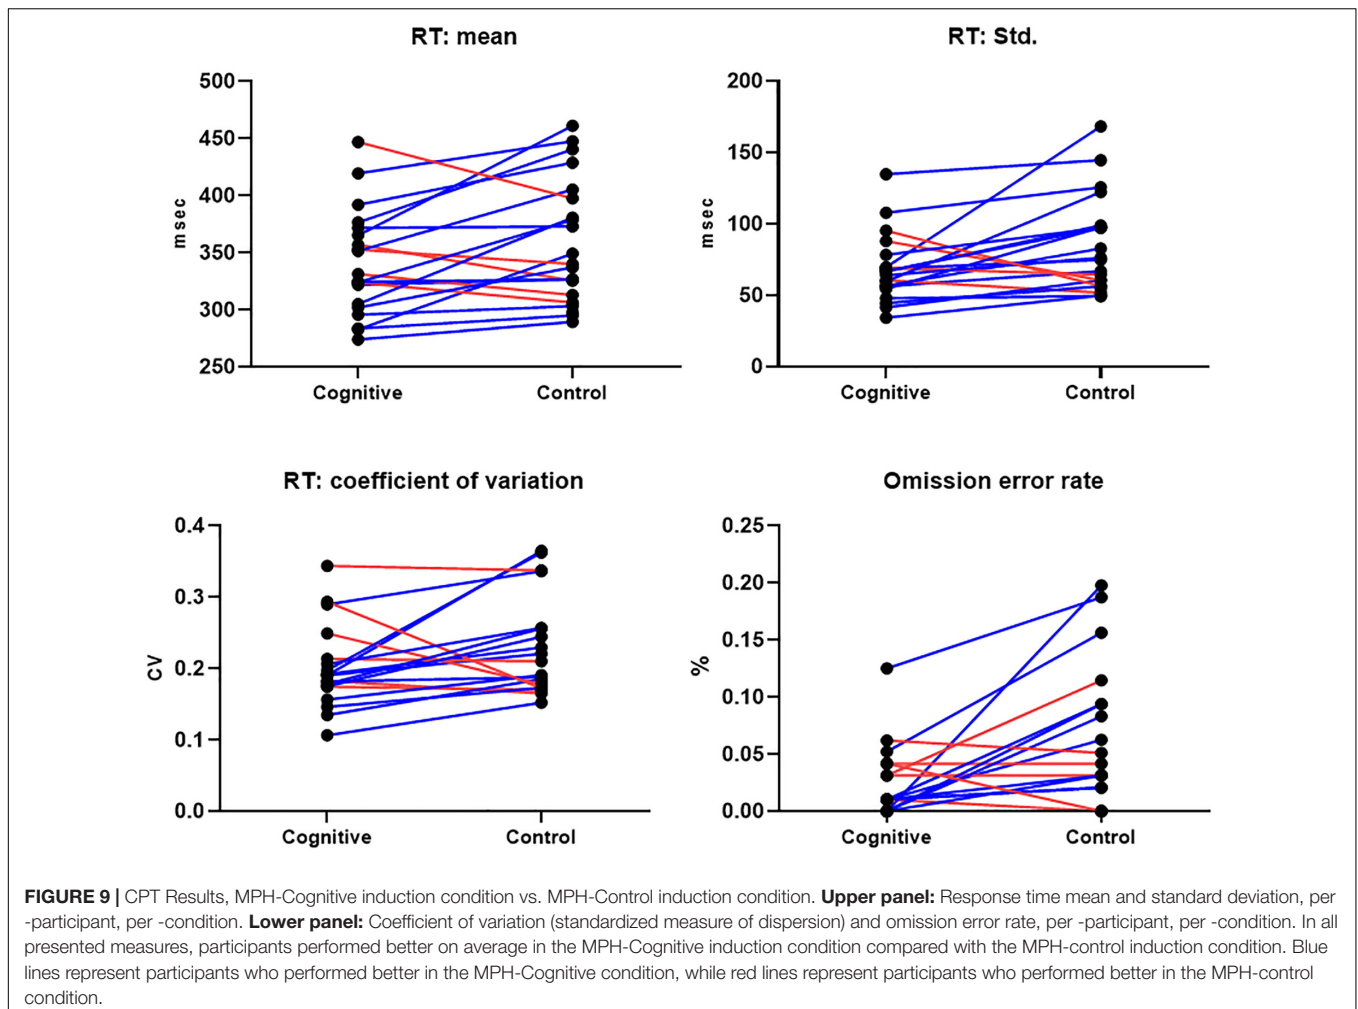 RT: mean
500
450
400
350
300
250
msec
Cognitive
Control
RT: Std.
200
150
100
50
0
msec
Cognitive
Control
RT: coefficient of variation
0.4
0.3
0.2
0.1
0.0
CV
Cognitive
Control
Omission error rate
0.25
0.20
0.15
0.10
0.05
0.00
%
Cognitive
Control
FIGURE 9 | CPT Results, MPH-Cognitive induction condition vs. MPH-Control induction condition. Upper panel: Response time mean and standard deviation, per
-participant, per -condition. Lower panel: Coefficient of variation (standardized measure of dispersion) and omission error rate, per -participant, per -condition. In all
presented measures, participants performed better on average in the MPH-Cognitive induction condition compared with the MPH-control induction condition. Blue
lines represent participants who performed better in the MPH-Cognitive condition, while red lines represent participants who performed better in the MPH-control
condition.